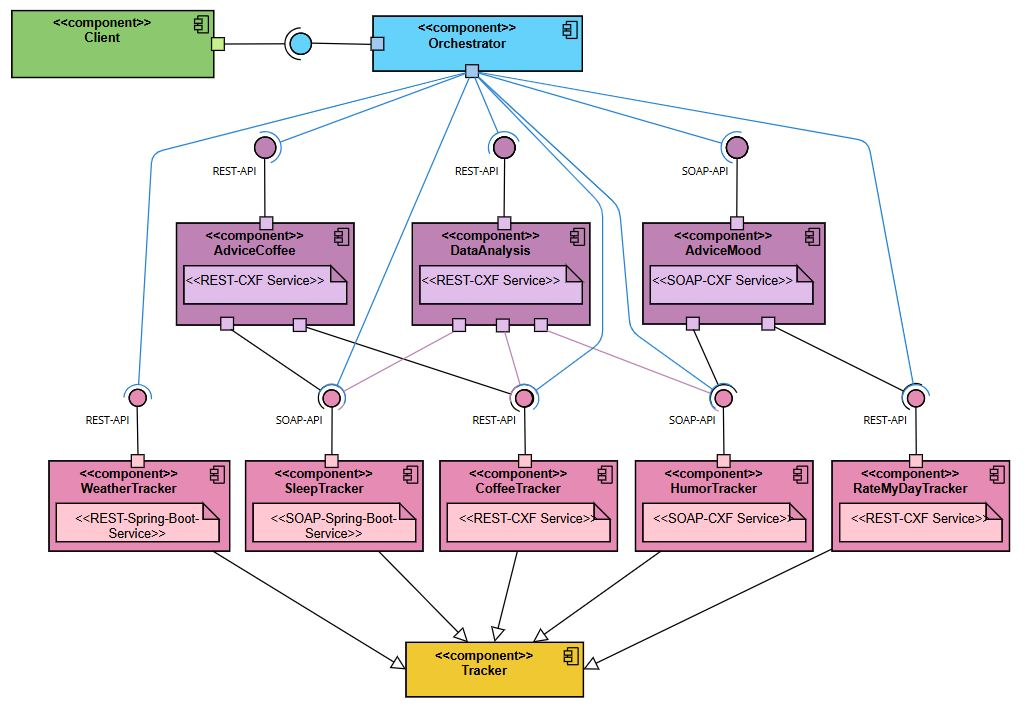 <<component>>
Client
<<component>>
Orchestrator
REST-API
REST-API
SOAP-API
<<component>>
AdviceCoffee
<<REST-CXF Service>>
<<component>>
DataAnalysis
<<REST-CXF Service>>
<<component>>
AdviceMood
<<SOAP-CXF Service>>
REST-API
SOAP-API
REST-API
SOAP-API
REST-API
<<component>>
WeatherTracker
<<REST-Spring-Boot-
Service>>
<<component>>
SleepTracker
<<SOAP-Spring-Boot-
Service>>
<<component>>
CoffeeTracker
<<REST-CXF Service>>
<<component>>
HumorTracker
<<SOAP-CXF Service>>
<<component>>
RateMyDayTracker
<<REST-CXF Service>>
<<component>>
Tracker